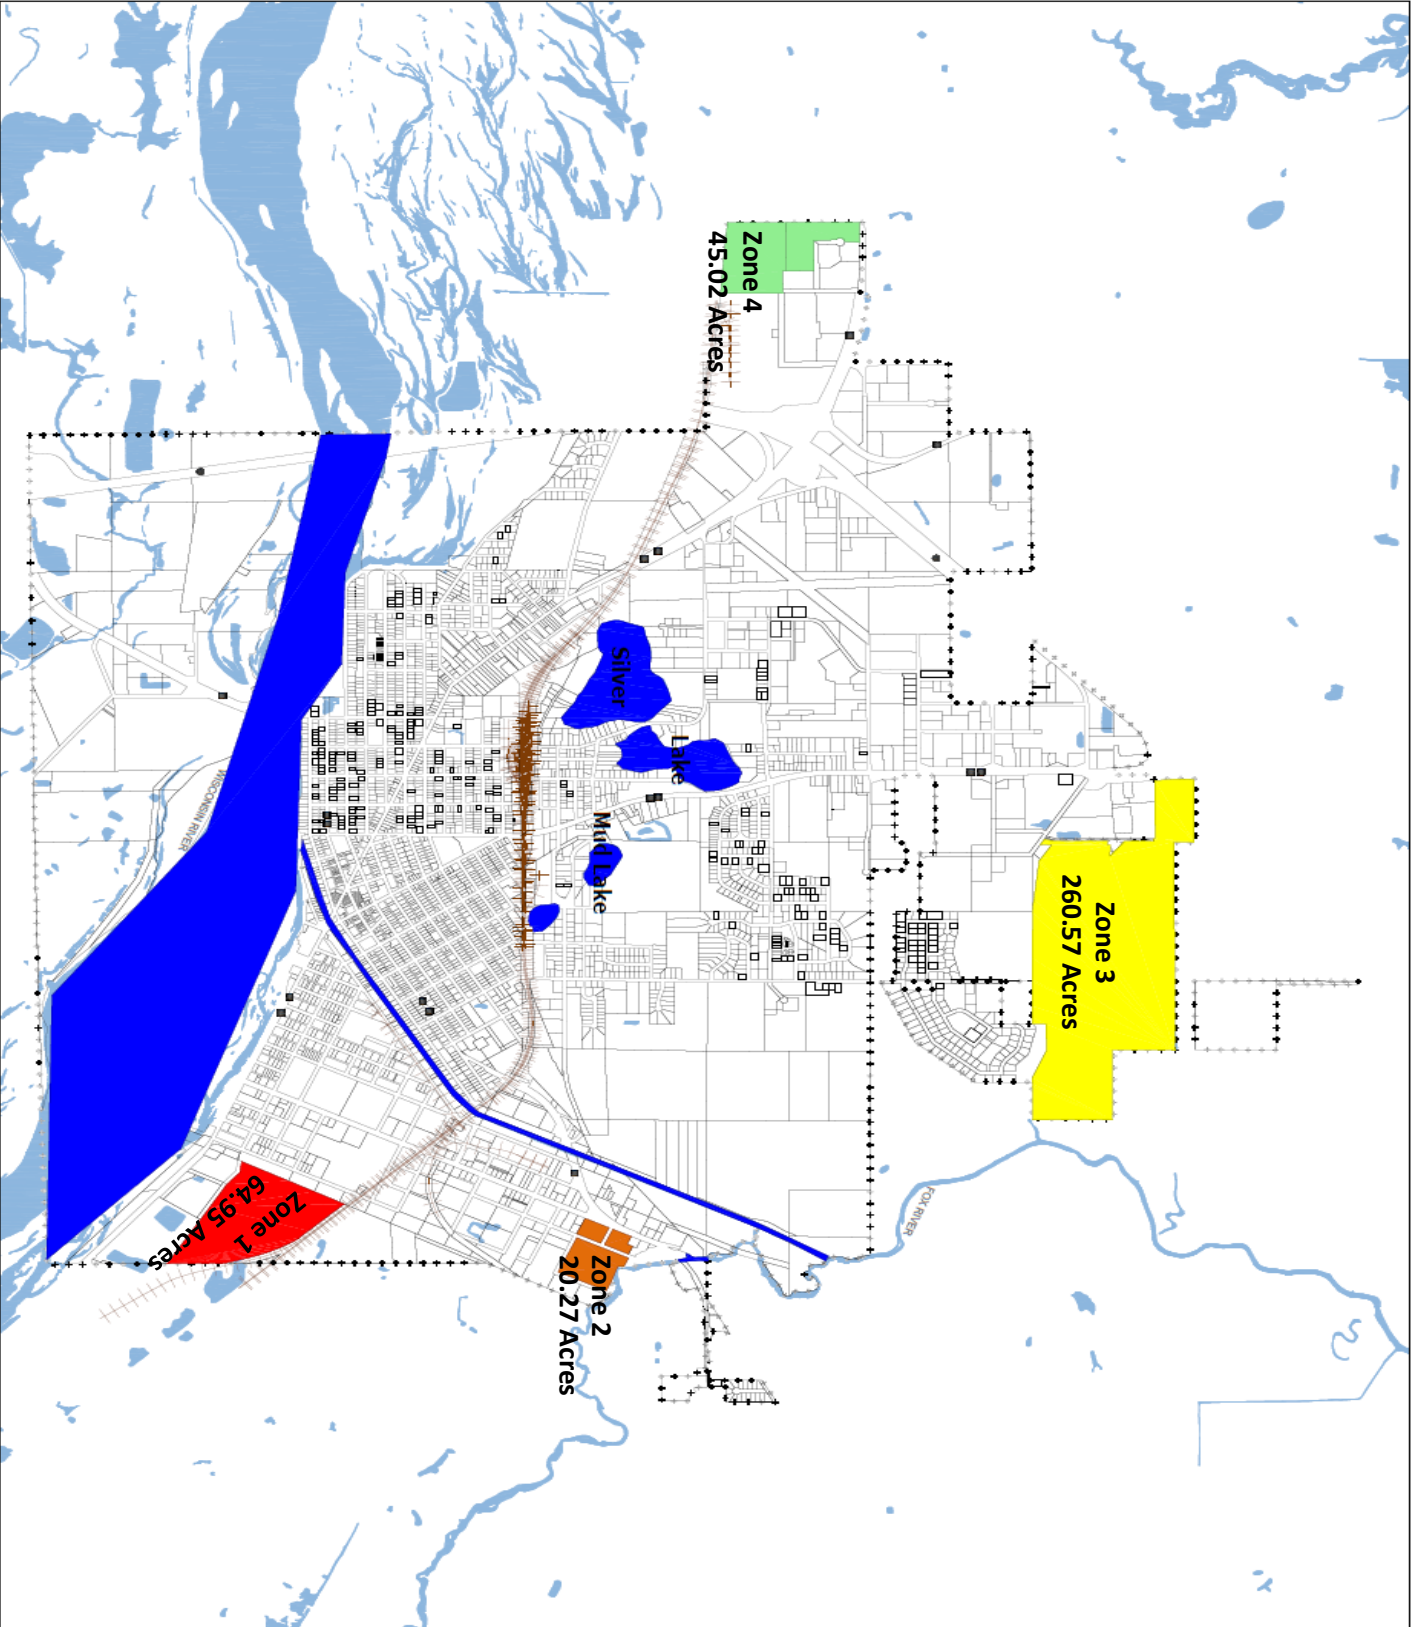 Zone 4
45.02 Acres
Silver
Lake
Mud Lake
Zone 3
260.57 Acres
WISCONSIN RIVER
FOX RIVER
Zone 1
64.95 Acres
Zone 2
20.27 Acres